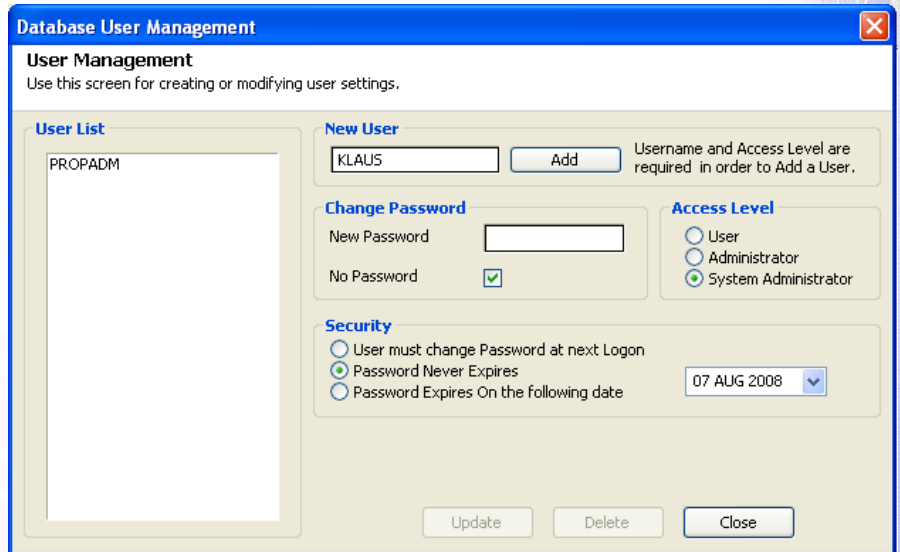 Database User Management
User Management
Use this screen for creating or modifying user settings.
User List
PROPADM
New User
KLAUS
Add
Username and Access Level are
required in order to Add a User.
Change Password
New Password
No Password
Access Level
User
Administrator
System Administrator
Security
User must change Password at next Logon
Password Never Expires
Password Expires On the following date
07 AUG 2008
Update
Delete
Close